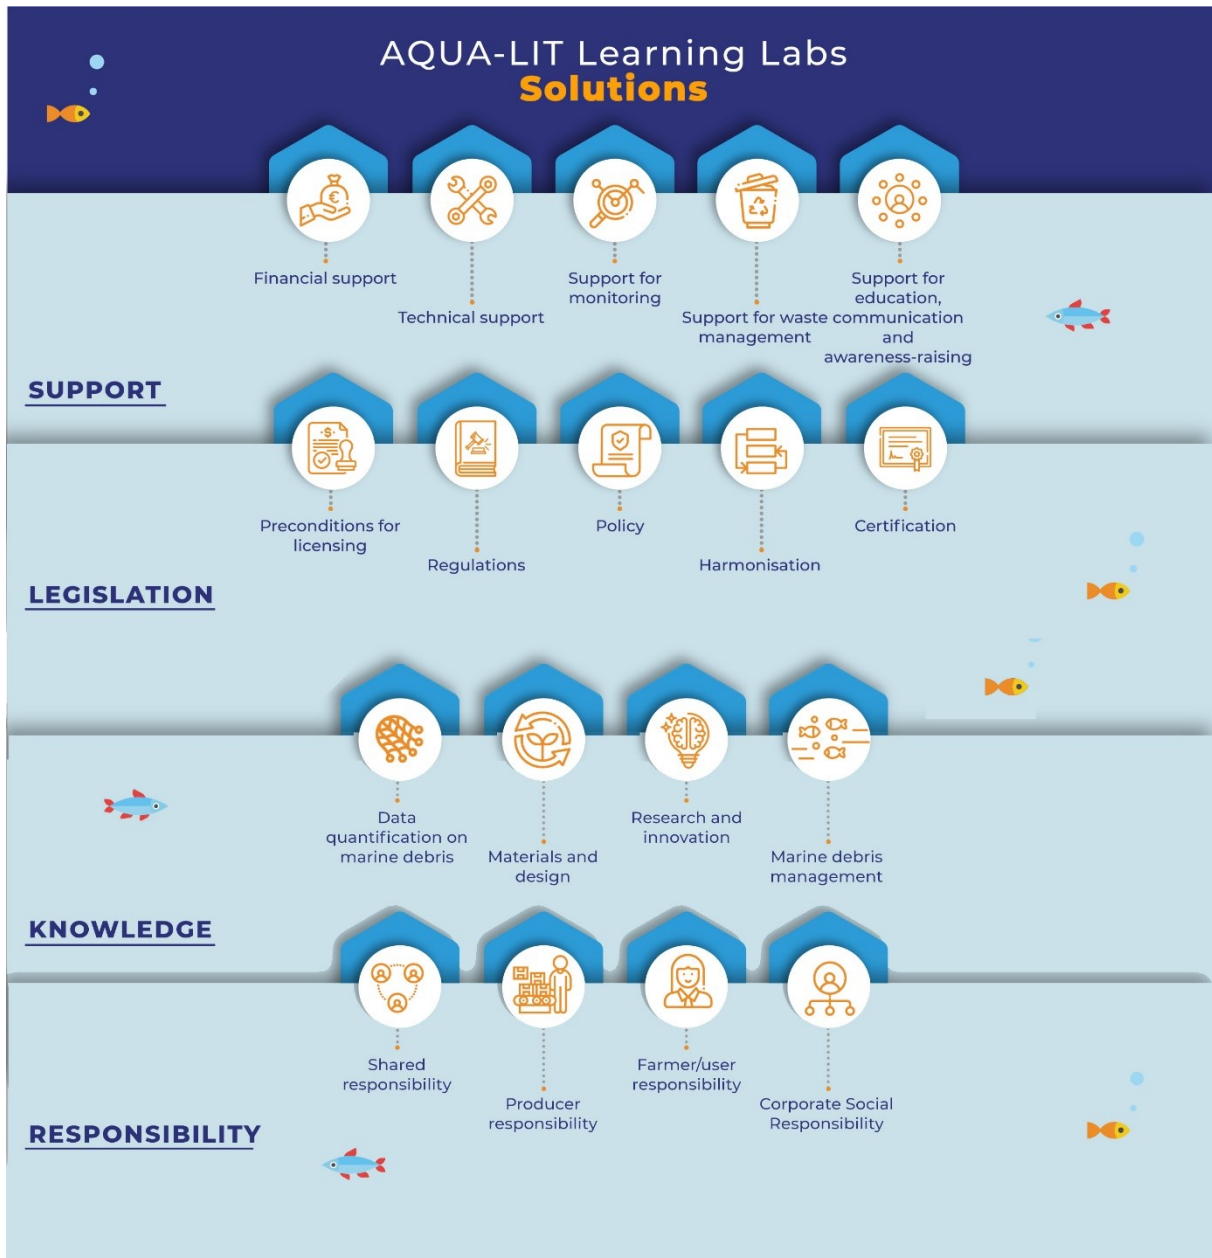 AQUA-LIT Learning Labs
Solutions
Financial support
Technical support
Support for
monitoring
Support for waste
management
Support for
education,
communication
and
awareness-raising
SUPPORT
$
Preconditions for
licensing
Regulations
Policy
Harmonisation
Certification
LEGISLATION
Data
quantification on
marine debris
Materials and
design
Research and
innovation
Marine debris
management
KNOWLEDGE
Shared
responsibility
Producer
responsibility
Farmer/user
responsibility
Corporate Social
Responsibility
RESPONSIBILITY